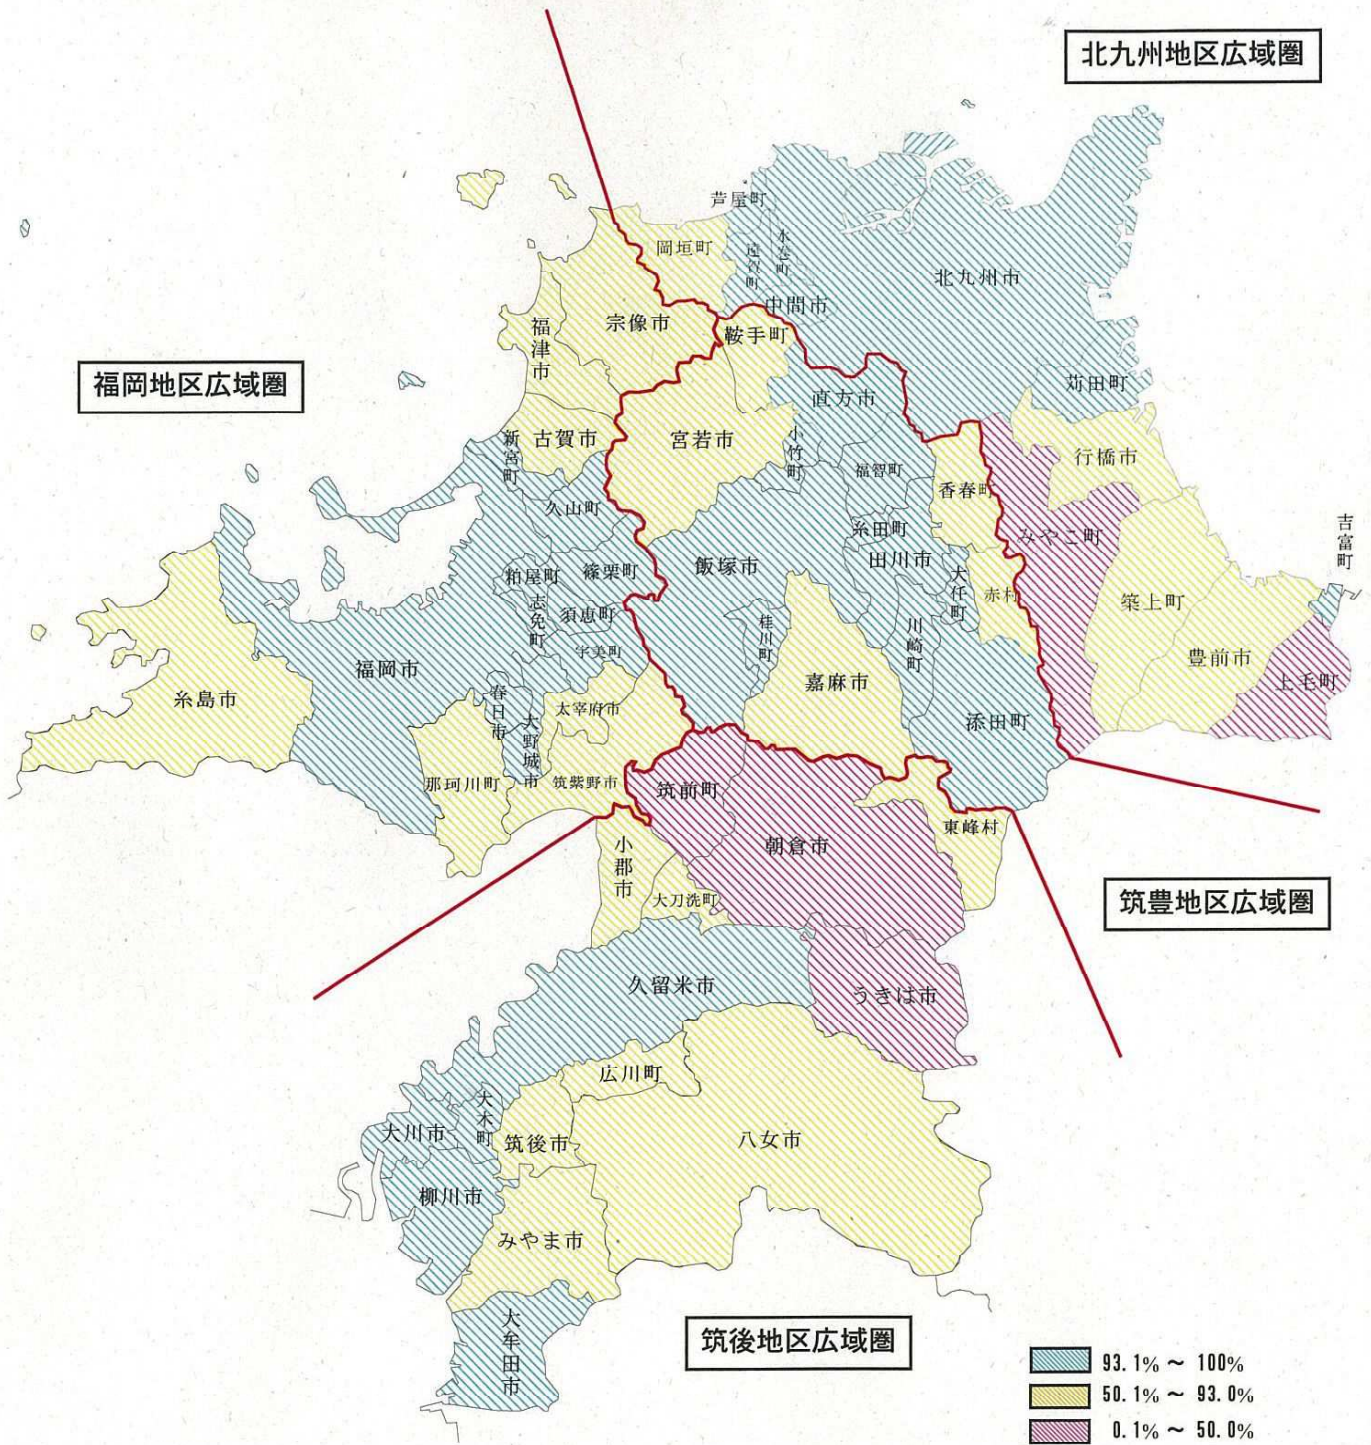 北九州地区広域圏
芦屋町
水巻町
遠賀町
岡垣町
北九州市
中間市
宗像市
福津市
鞍手町
苅田町
福岡地区広域圏
直方市
古賀市
新宮町
宮若市
小竹町
行橋市
福智町
香春町
久山町
みやこ町
吉富町
糸田町
田川市
飯塚市
篠栗町
粕屋町
大任町
赤村
築上町
志免町
須恵町
桂川町
川崎町
宇美町
豊前市
福岡市
上毛町
糸島市
春日市
太宰府市
大野城市
嘉麻市
添田町
那珂川町
筑紫野市
筑前町
東峰村
朝倉市
小郡市
大刀洗町
筑豊地区広域圏
久留米市
うきは市
広川町
大木町
大川市
筑後市
八女市
柳川市
みやま市
大牟田市
筑後地区広域圏
93.1% ～ 100%
50.1% ～ 93.0%
0.1% ～ 50.0%